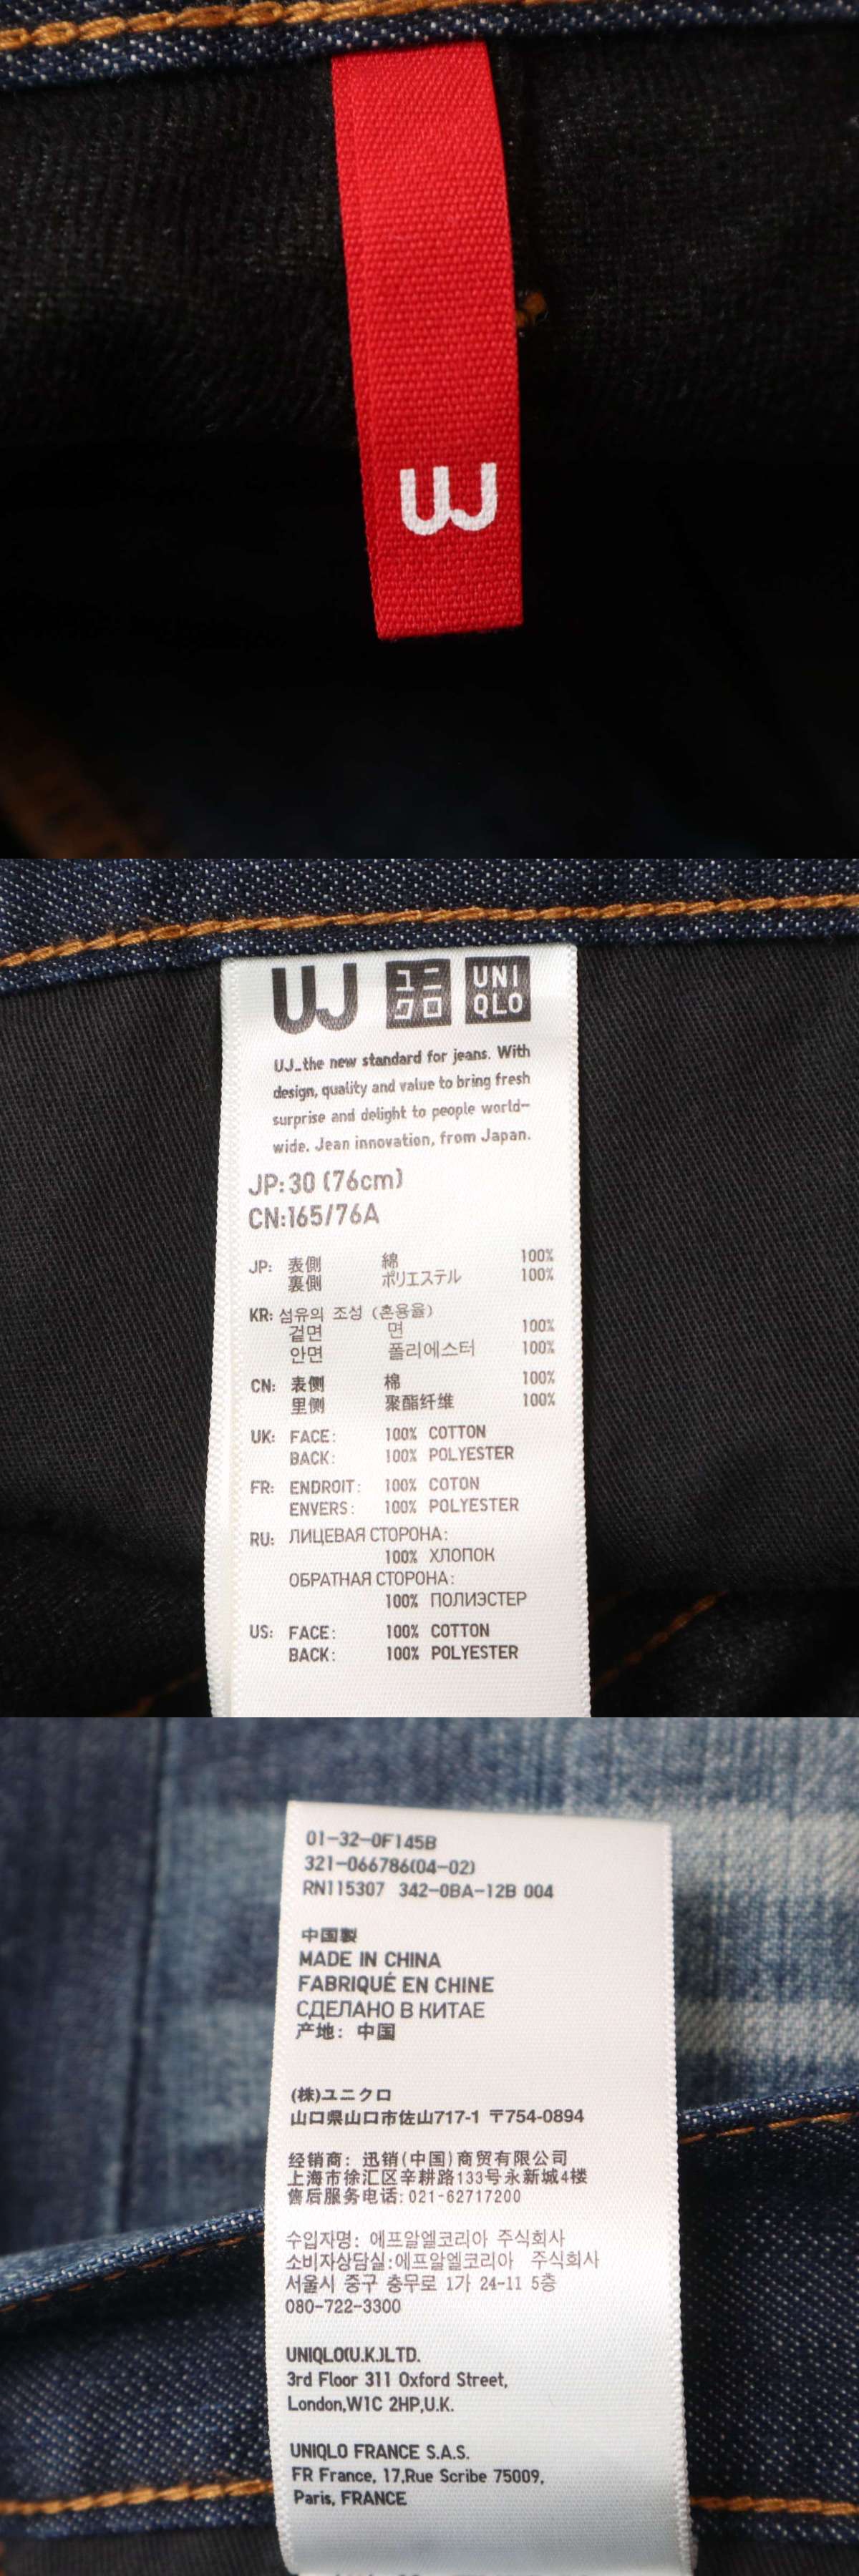 UJ
UJ ユニクロ UNIQLO
UJ_the new standard for jeans. With
design, quality and value to bring fresh
surprise and delight to people world-
wide. Jean innovation, from Japan.
JP:30 (76cm)
CN:165/76A
JP: 表側 綿 100%
裏側 ポリエステル 100%
KR: 섬유의 조성 (혼용율)
겉면 면 100%
안면 폴리에스터 100%
CN: 表侧 棉 100%
里侧 聚酯纤维 100%
UK: FACE: 100% COTTON
BACK: 100% POLYESTER
FR: ENDROIT: 100% COTON
ENVERS: 100% POLYESTER
RU: ЛИЦЕВАЯ СТОРОНА:
100% ХЛОПОК
ОБРАТНАЯ СТОРОНА:
100% ПОЛИЭСТЕР
US: FACE: 100% COTTON
BACK: 100% POLYESTER
01-32-0F145B
321-066786(04-02)
RN115307 342-0BA-12B 004
中国製
MADE IN CHINA
FABRIQUÉ EN CHINE
СДЕЛАНО В КИТАЕ
产地: 中国
(株)ユニクロ
山口県山口市佐山717-1 〒754-0894
经销商: 迅销(中国)商贸有限公司
上海市徐汇区辛耕路133号永新城4楼
售后服务电话:021-62717200
수입자명: 에프알엘코리아 주식회사
소비자상담실:에프알엘코리아 주식회사
서울시 중구 충무로 1가 24-11 5층
080-722-3300
UNIQLO(U.K.)LTD.
3rd Floor 311 Oxford Street,
London,W1C 2HP,U.K.
UNIQLO FRANCE S.A.S.
FR France, 17,Rue Scribe 75009,
Paris, FRANCE